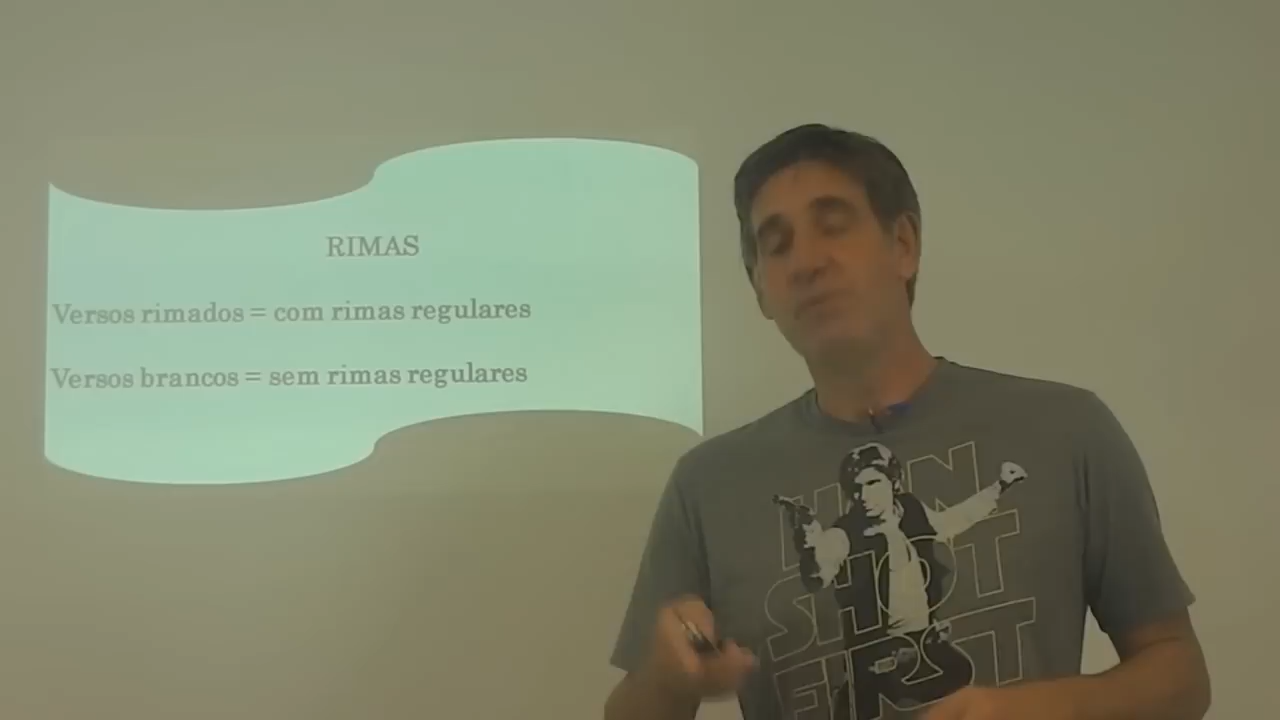 RIMAS
Versos rimados = com rimas regulares
Versos brancos = sem rimas regulares
HAN
SHOT
FIRST